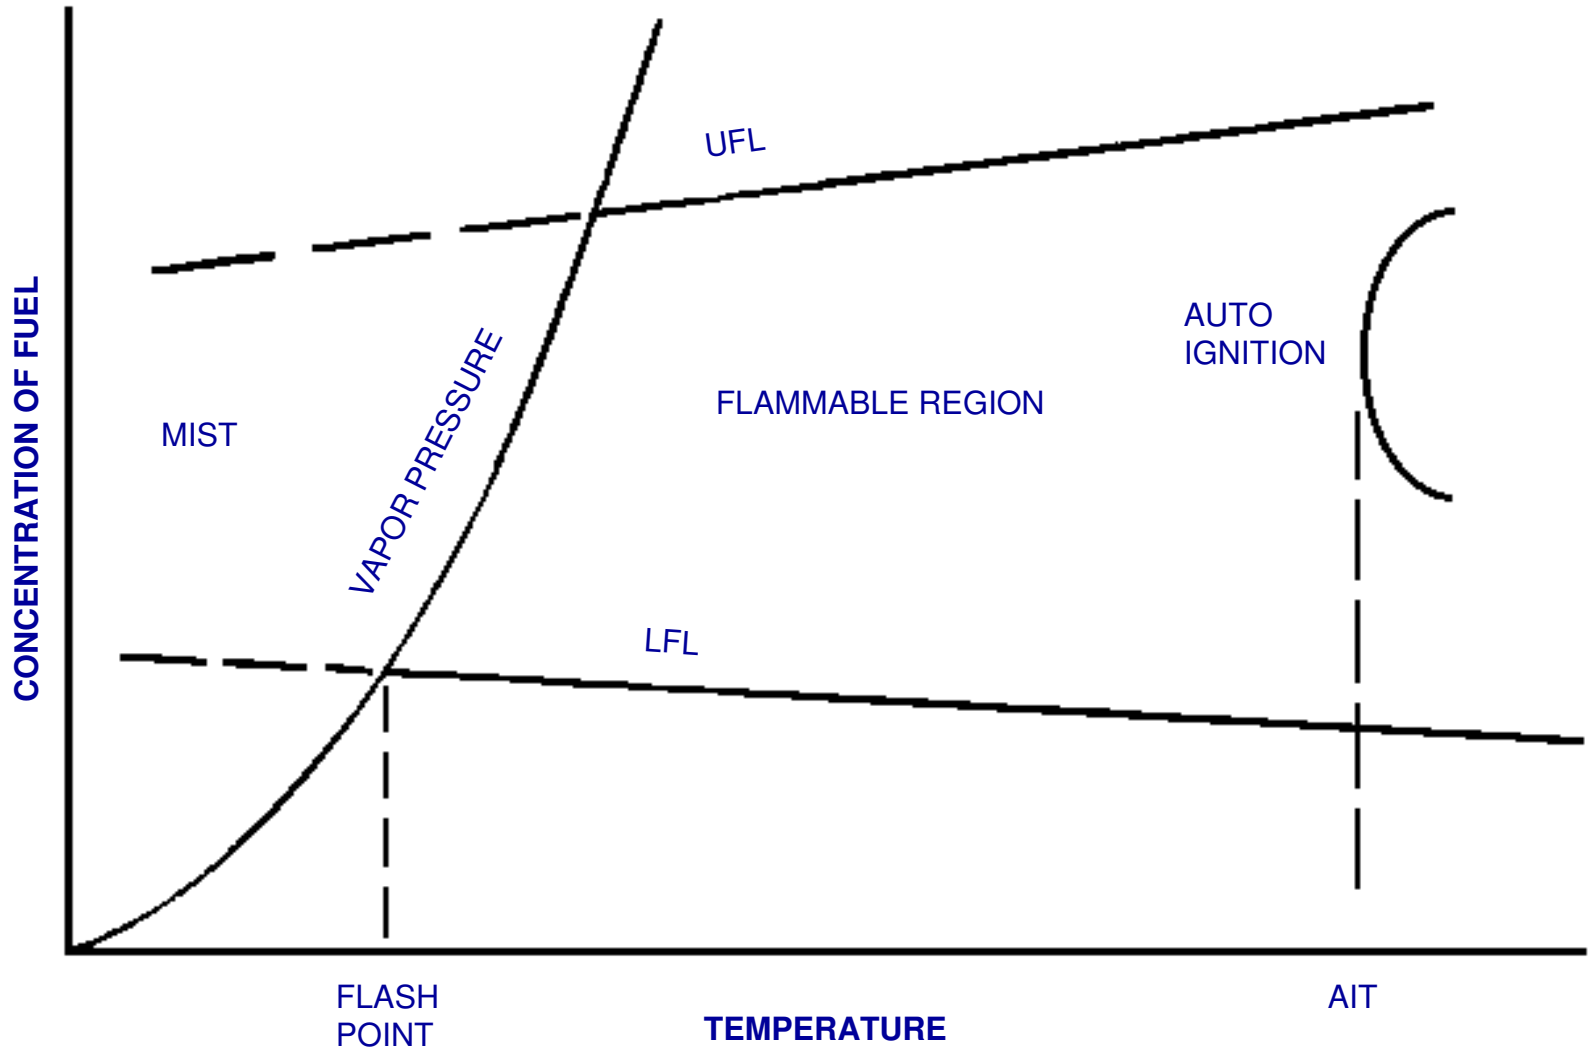 UFL
CONCENTRATION OF FUEL
AUTO
IGNITION
VAPOR PRESSURE
FLAMMABLE REGION
MIST
LFL
FLASH
POINT
AIT
TEMPERATURE